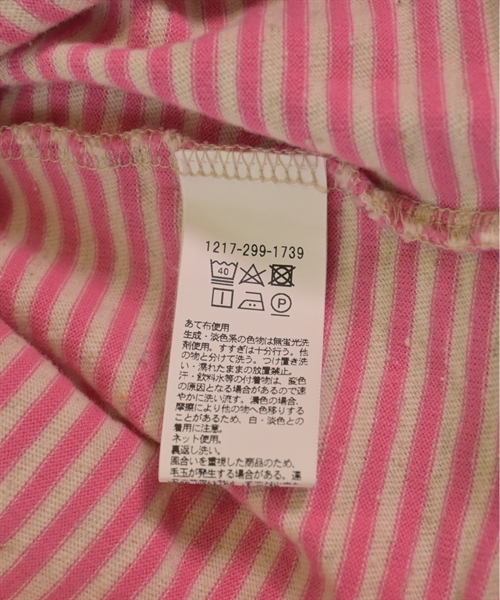 1217-299-1739
40
P
あて布使用
生成・淡色系の色物は無蛍光洗
剤使用。すすぎは十分行う。他
の物と分けて洗う。つけ置き洗
い・濡れたままの放置禁止。
汗・飲料水等の付着物は、変色
の原因となる場合があるので速
やかに洗い流す。濃色の場合、
摩擦により他の物へ色移りする
ことがあるため、白・淡色との
着用に注意。
ネット使用。
裏返し洗い。
風合いを重視した商品のため、
毛玉が発生する場合がある。連